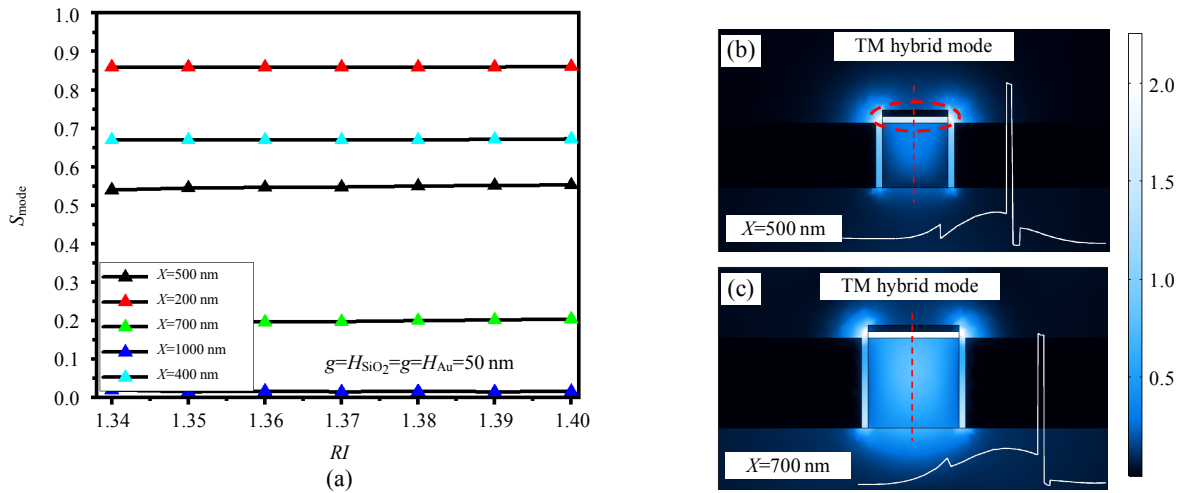 (a)
1.0
0.9
0.8
0.7
0.6
0.5
0.4
0.3
0.2
0.1
0.0
Smode
X=500 nm
X=200 nm
X=700 nm
X=1000 nm
X=400 nm
g=HSiO2=g=HAu=50 nm
1.34 1.35 1.36 1.37 1.38 1.39 1.40
RI
(b)
TM hybrid mode
X=500 nm
(c)
TM hybrid mode
X=700 nm
2.0
1.5
1.0
0.5